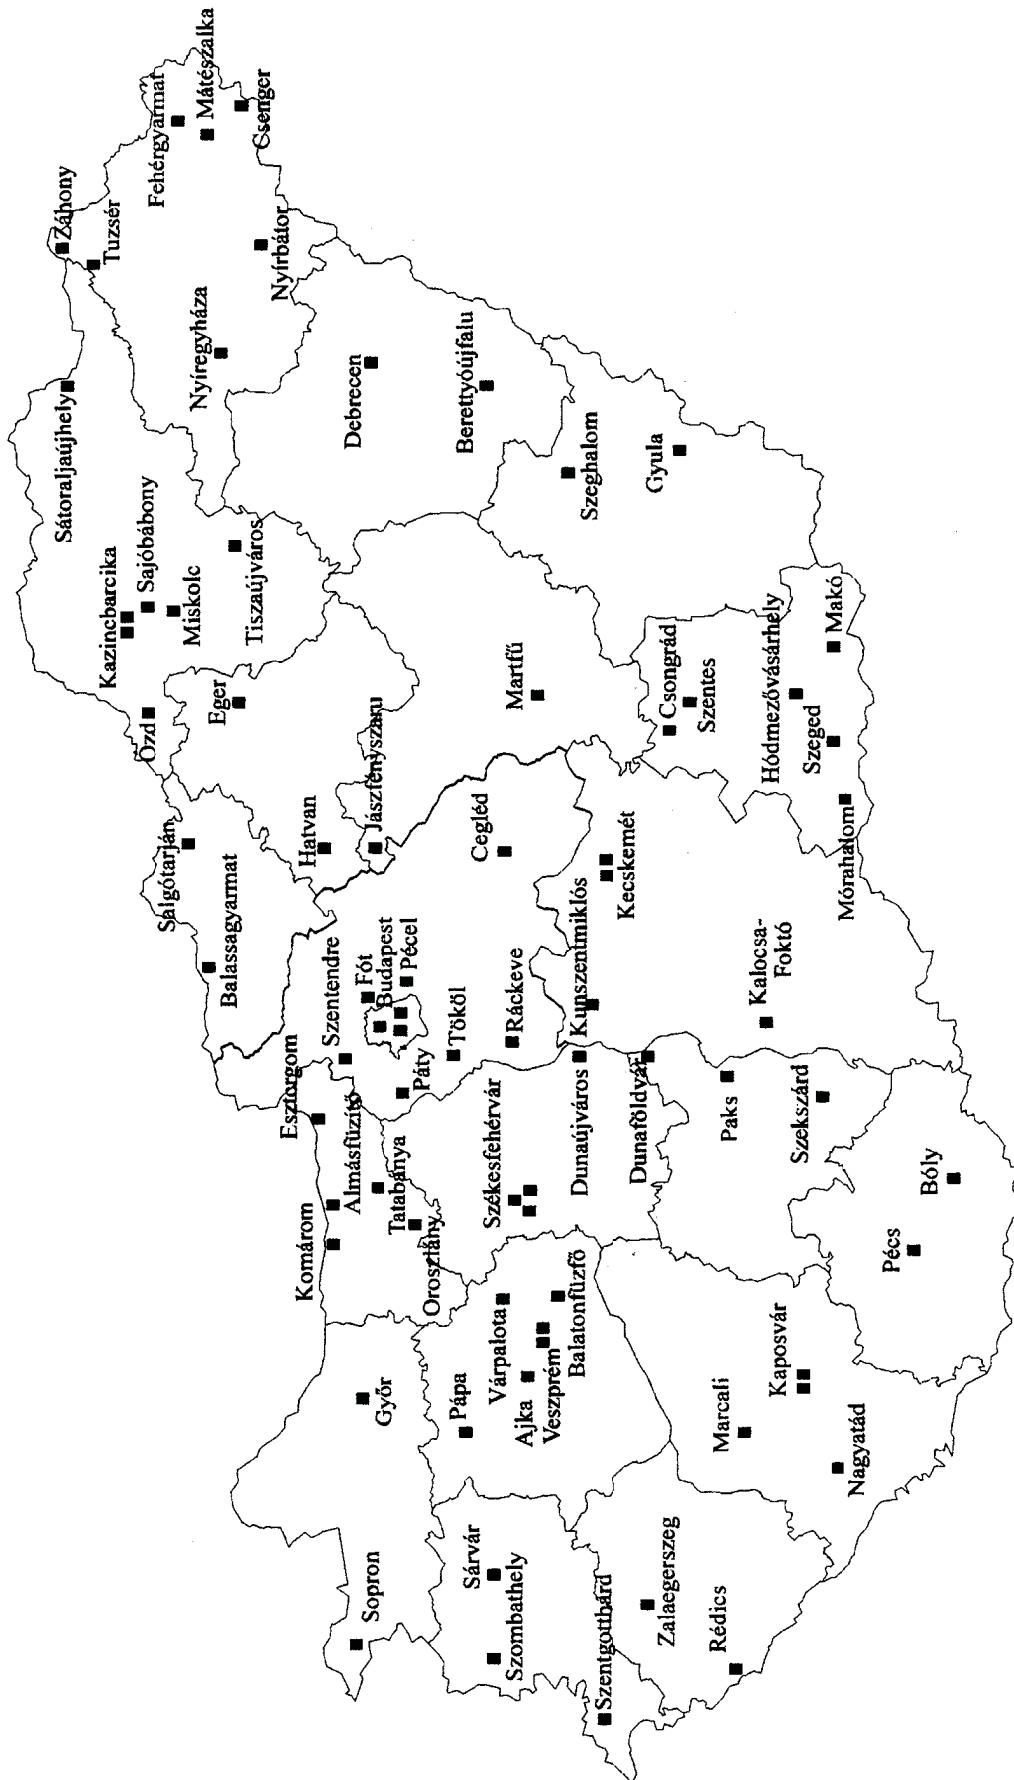 Záhony
Tuzsér
Fehérgyarmat
Mátészalka
Csenger
Nyírbátor
Nyíregyháza
Sátoraljaújhely
Kazincbarcika
Sajóbábony
Miskolc
Tiszaújváros
Ózd
Eger
Salgótarján
Balassagyarmat
Hatvan
Jászfényszaru
Debrecen
Berettyóújfalu
Szeghalom
Gyula
Martfű
Cegléd
Szentendre
Fót
Budapest
Pécel
Páty
Tököl
Ráckeve
Esztorgom
Almásfüzítő
Komárom
Tatabánya
Oroszlány
Győr
Sopron
Pápa
Várpalota
Ajka
Veszprém
Balatonfüzfő
Székesfehérvár
Dunaújváros
Sárvár
Szombathely
Szentgotthárd
Zalaegerszeg
Rédics
Marcali
Kaposvár
Nagyatád
Pécs
Bóly
Szekszárd
Paks
Dunaföldvár
Kunszentmiklós
Kecskemét
Kalocsa-
Foktó
Csongrád
Szentes
Hódmezővásárhely
Szeged
Makó
Mórahalom